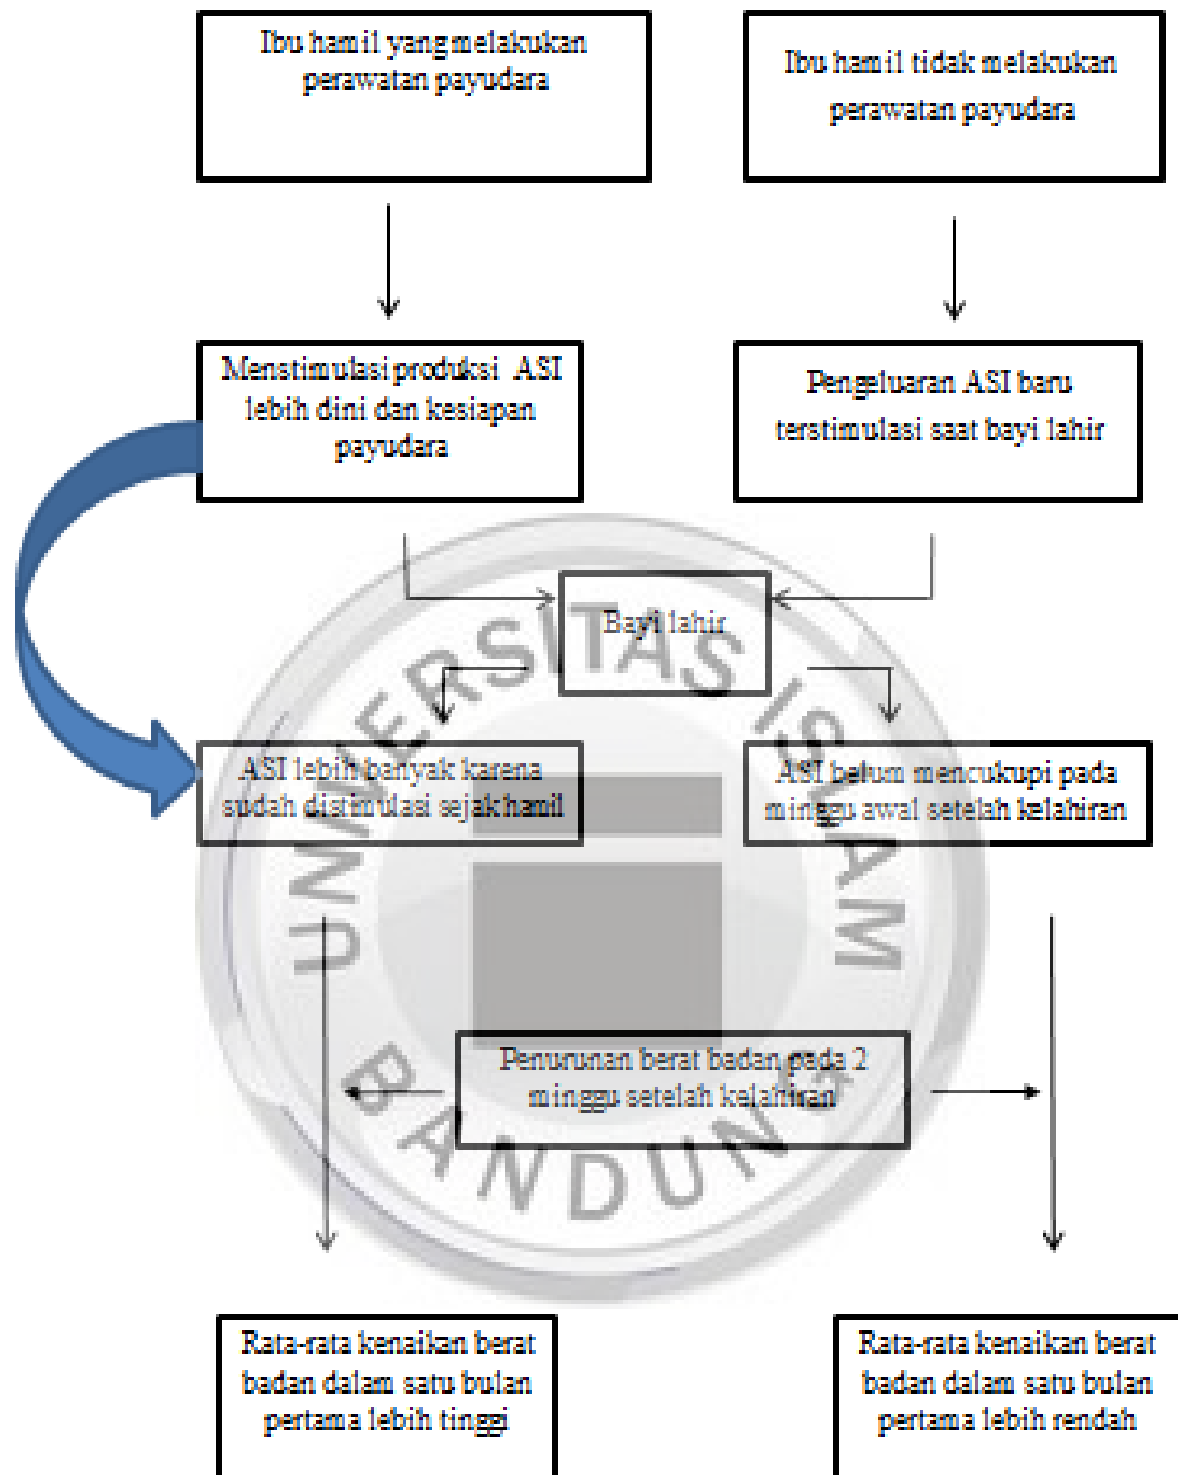 Ibu hamil yang melakukan
perawatan payudara
Ibu hamil tidak melakukan
perawatan payudara
Menstimulasi produksi ASI
lebih dini dan kesiapan
payudara
Pengeluaran ASI baru
terstimulasi saat bayi lahir
Bayi lahir
ASI lebih banyak karena
sudah distimulasi sejak hamil
ASI belum mencukupi pada
minggu awal setelah kelahiran
Penurunan berat badan pada 2
minggu setelah kelahiran
Rata-rata kenaikan berat
badan dalam satu bulan
pertama lebih tinggi
Rata-rata kenaikan berat
badan dalam satu bulan
pertama lebih rendah
UNIVERSITAS ISLAM
BANDUNG